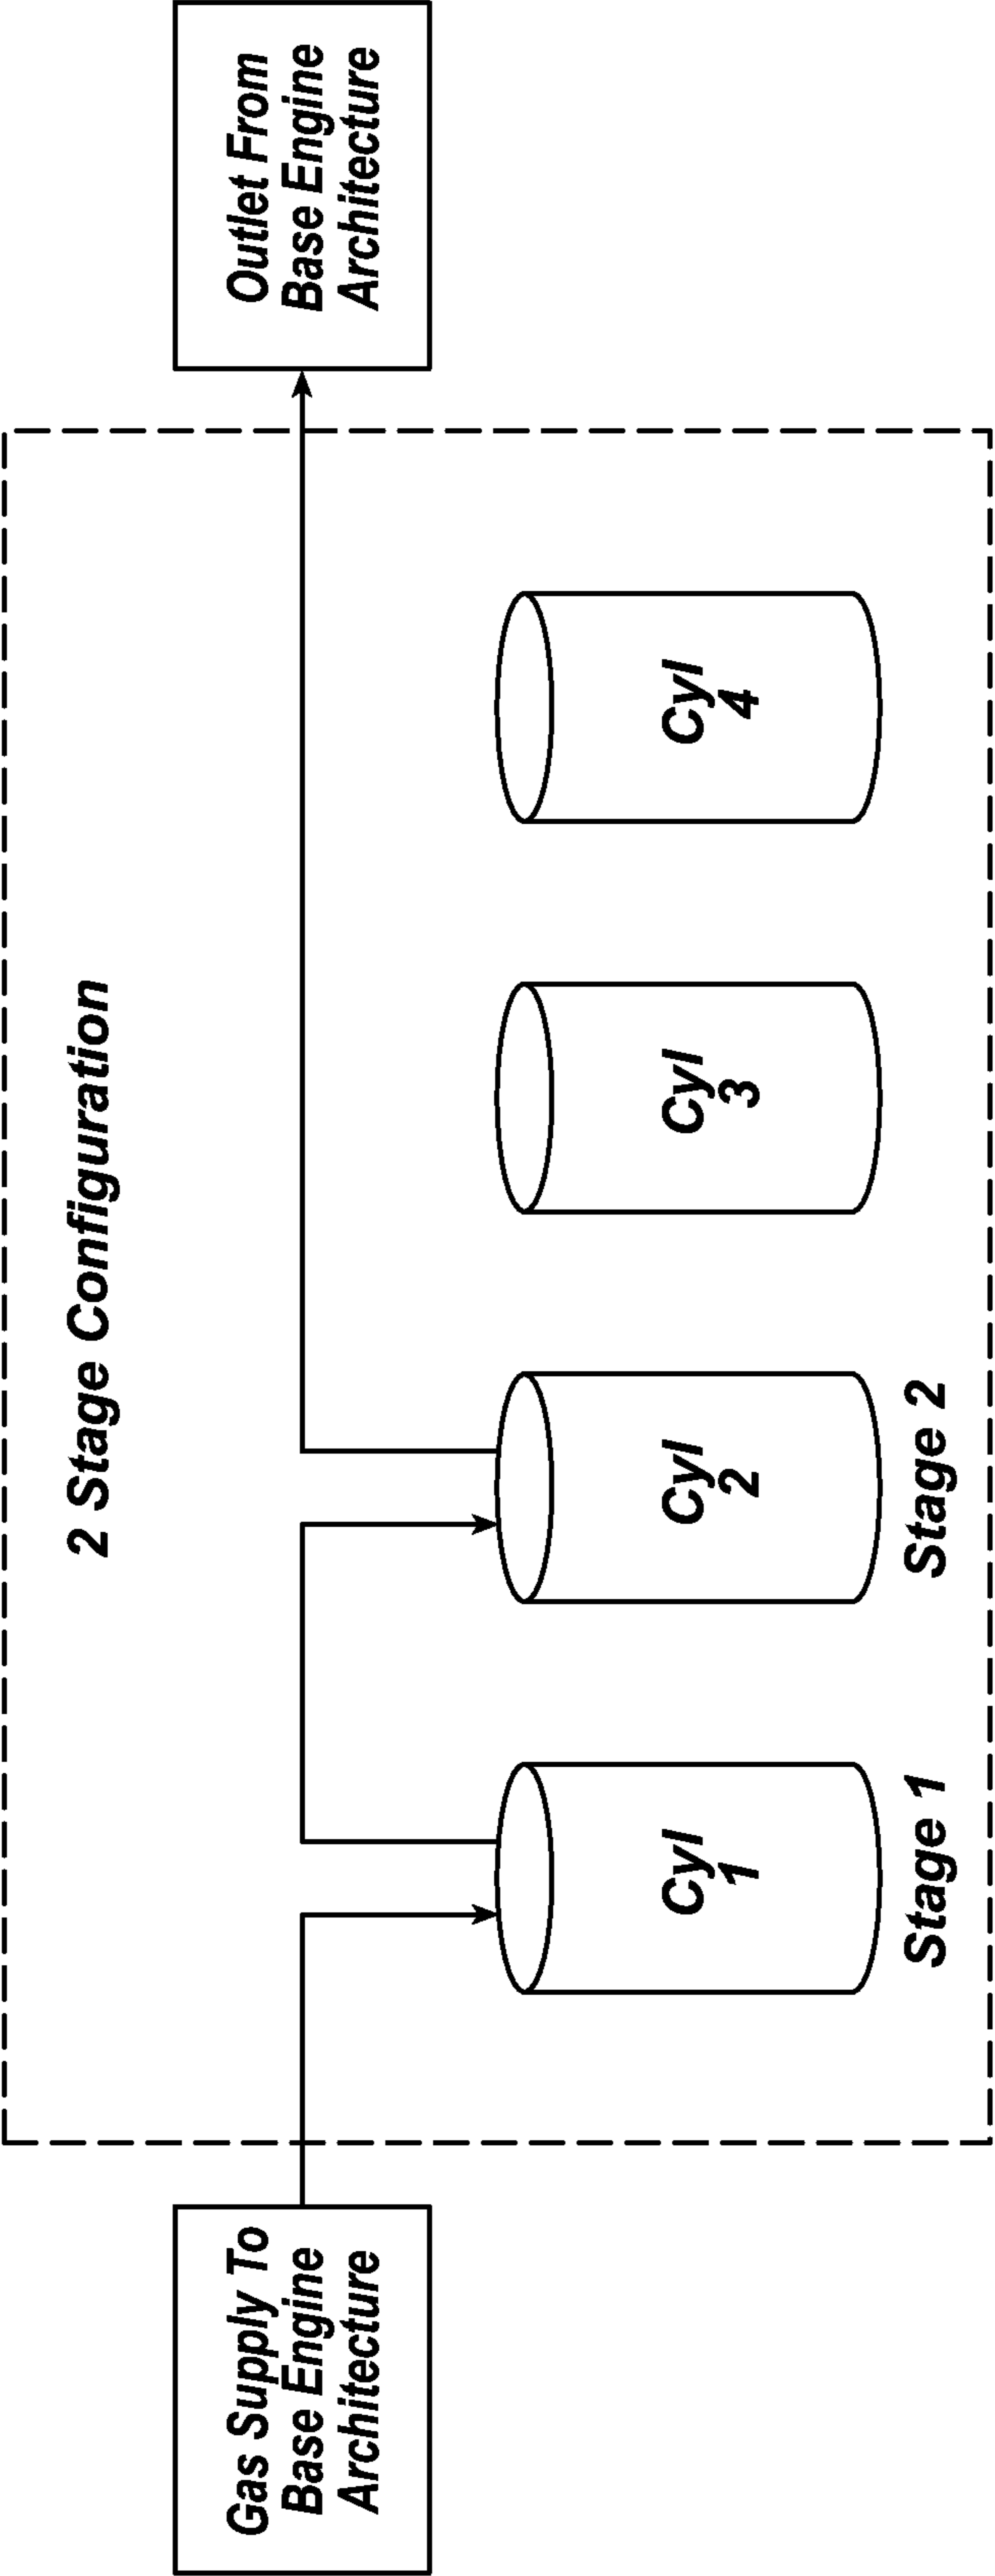 2 Stage Configuration
Gas Supply To
Base Engine
Architecture
Outlet From
Base Engine
Architecture
Cyl
1
Cyl
2
Cyl
3
Cyl
4
Stage 1
Stage 2